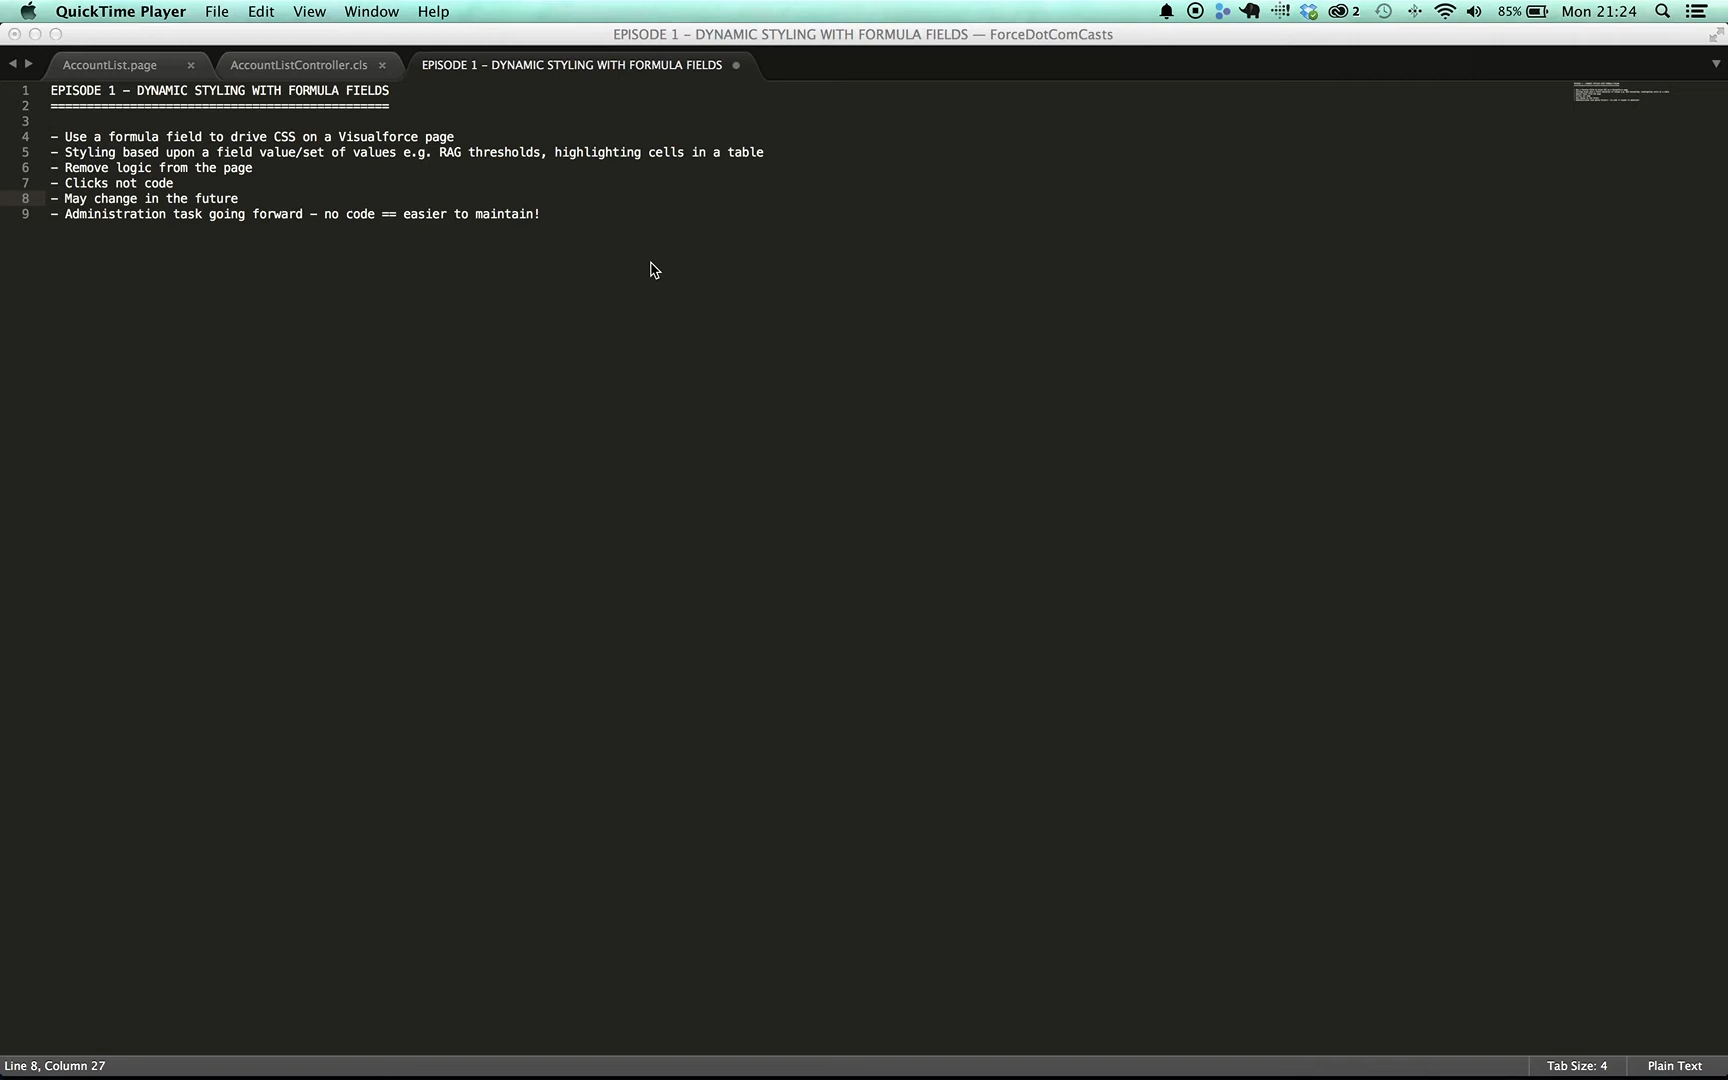 QuickTime Player File Edit View Window Help 2 85% Mon 21:24
EPISODE 1 – DYNAMIC STYLING WITH FORMULA FIELDS — ForceDotComCasts
AccountList.page × AccountListController.cls × EPISODE 1 – DYNAMIC STYLING WITH FORMULA FIELDS
1 EPISODE 1 – DYNAMIC STYLING WITH FORMULA FIELDS
2 ===============================================
3
4 – Use a formula field to drive CSS on a Visualforce page
5 – Styling based upon a field value/set of values e.g. RAG thresholds, highlighting cells in a table
6 – Remove logic from the page
7 – Clicks not code
8 – May change in the future
9 – Administration task going forward – no code == easier to maintain!
Line 8, Column 27 Tab Size: 4 Plain Text